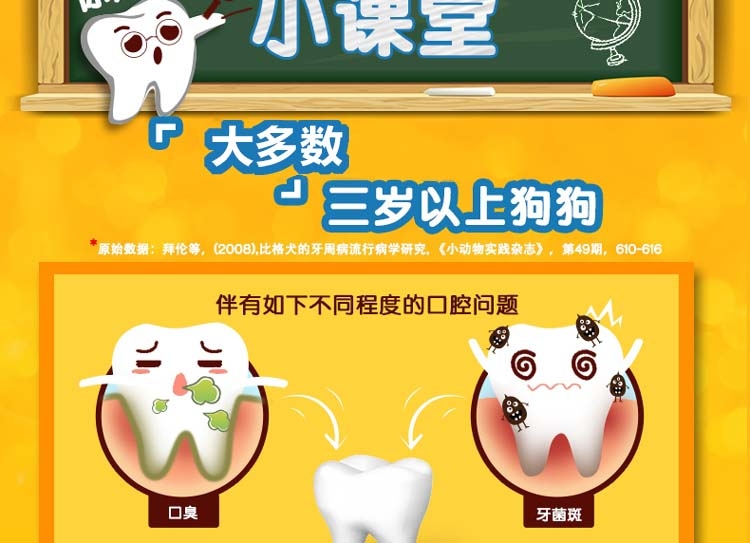 小课堂
「大多数
」三岁以上狗狗
*原始数据：拜伦等，(2008),比格犬的牙周病流行病学研究,《小动物实践杂志》，第49期，610-616
伴有如下不同程度的口腔问题
口臭
牙菌斑